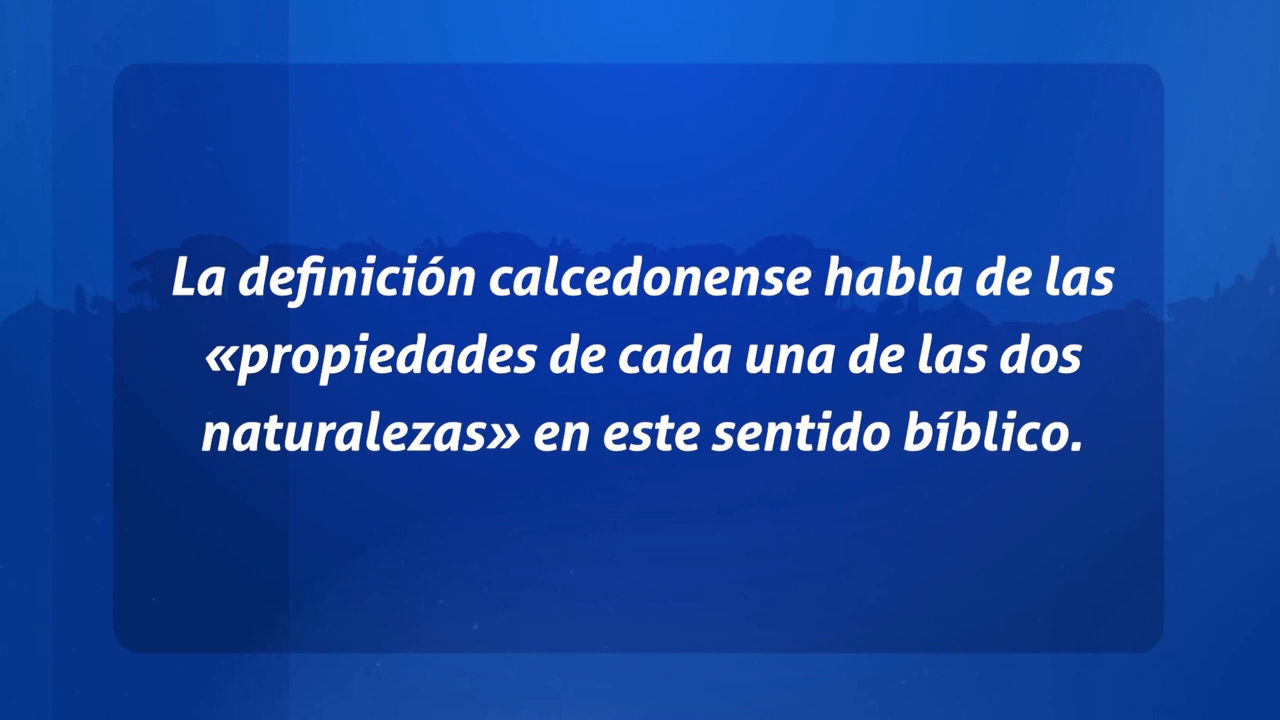 La definición calcedonense habla de las
«propiedades de cada una de las dos
naturalezas» en este sentido bíblico.